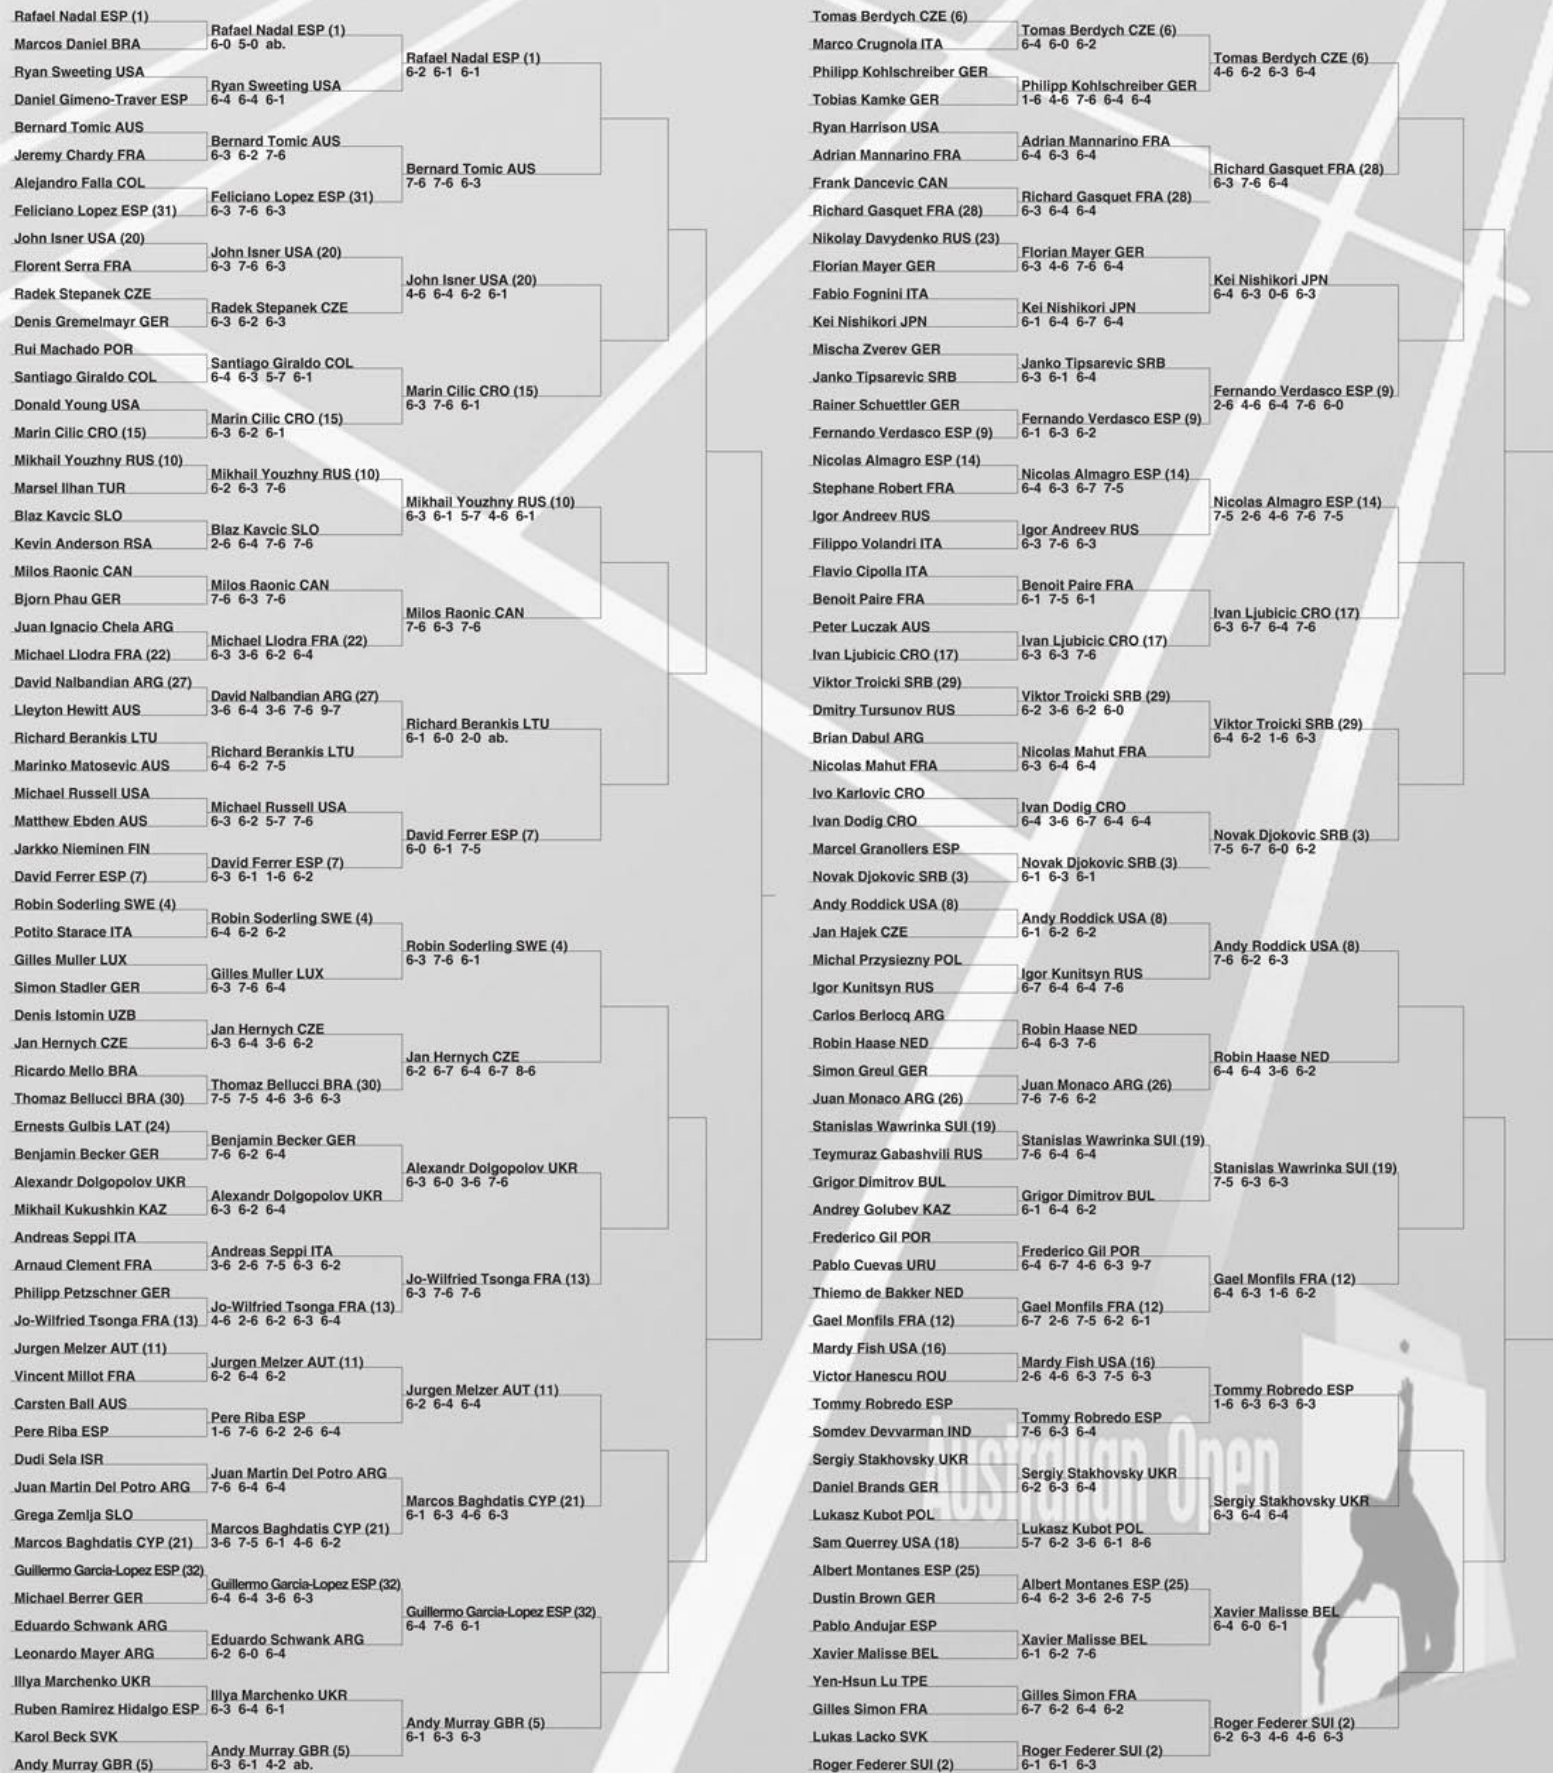 Rafael Nadal ESP (1)
Marcos Daniel BRA
Ryan Sweeting USA
Daniel Gimeno-Traver ESP
Bernard Tomic AUS
Jeremy Chardy FRA
Alejandro Falla COL
Feliciano Lopez ESP (31)
John Isner USA (20)
Florent Serra FRA
Radek Stepanek CZE
Denis Gremelmayr GER
Rui Machado POR
Santiago Giraldo COL
Donald Young USA
Marin Cilic CRO (15)
Mikhail Youzhny RUS (10)
Marsel Ilhan TUR
Blaz Kavcic SLO
Kevin Anderson RSA
Milos Raonic CAN
Bjorn Phau GER
Juan Ignacio Chela ARG
Michael Llodra FRA (22)
David Nalbandian ARG (27)
Lleyton Hewitt AUS
Richard Berankis LTU
Marinko Matosevic AUS
Michael Russell USA
Matthew Ebden AUS
Jarkko Nieminen FIN
David Ferrer ESP (7)
Robin Soderling SWE (4)
Potito Starace ITA
Gilles Muller LUX
Simon Stadler GER
Denis Istomin UZB
Jan Hernych CZE
Ricardo Mello BRA
Thomaz Bellucci BRA (30)
Ernests Gulbis LAT (24)
Benjamin Becker GER
Alexandr Dolgopolov UKR
Mikhail Kukushkin KAZ
Andreas Seppi ITA
Arnaud Clement FRA
Philipp Petzschner GER
Jo-Wilfried Tsonga FRA (13)
Jurgen Melzer AUT (11)
Vincent Millot FRA
Carsten Ball AUS
Pere Riba ESP
Dudi Sela ISR
Juan Martin Del Potro ARG
Grega Zemlja SLO
Marcos Baghdatis CYP (21)
Guillermo Garcia-Lopez ESP (32)
Michael Berrer GER
Eduardo Schwank ARG
Leonardo Mayer ARG
Illya Marchenko UKR
Ruben Ramirez Hidalgo ESP
Karol Beck SVK
Andy Murray GBR (5)
Rafael Nadal ESP (1)
6-0 5-0 ab.
Ryan Sweeting USA
6-4 6-4 6-1
Bernard Tomic AUS
6-3 6-2 7-6
Feliciano Lopez ESP (31)
6-3 7-6 6-3
John Isner USA (20)
6-3 7-6 6-3
Radek Stepanek CZE
6-3 6-2 6-3
Santiago Giraldo COL
6-4 6-3 5-7 6-1
Marin Cilic CRO (15)
6-3 6-2 6-1
Mikhail Youzhny RUS (10)
6-2 6-3 7-6
Blaz Kavcic SLO
2-6 6-4 7-6 7-6
Milos Raonic CAN
7-6 6-3 7-6
Michael Llodra FRA (22)
6-3 3-6 6-2 6-4
David Nalbandian ARG (27)
3-6 6-4 3-6 7-6 9-7
Richard Berankis LTU
6-4 6-2 7-5
Michael Russell USA
6-3 6-2 5-7 7-6
David Ferrer ESP (7)
6-3 6-1 1-6 6-2
Robin Soderling SWE (4)
6-4 6-2 6-2
Gilles Muller LUX
6-3 7-6 6-4
Jan Hernych CZE
6-3 6-4 3-6 6-2
Thomaz Bellucci BRA (30)
7-5 7-5 4-6 3-6 6-3
Benjamin Becker GER
7-6 6-2 6-4
Alexandr Dolgopolov UKR
6-3 6-2 6-4
Andreas Seppi ITA
3-6 2-6 7-5 6-3 6-2
Jo-Wilfried Tsonga FRA (13)
4-6 2-6 6-2 6-3 6-4
Jurgen Melzer AUT (11)
6-2 6-4 6-2
Pere Riba ESP
1-6 7-6 6-2 2-6 6-4
Juan Martin Del Potro ARG
7-6 6-4 6-4
Marcos Baghdatis CYP (21)
3-6 7-5 6-1 4-6 6-2
Guillermo Garcia-Lopez ESP (32)
6-4 6-4 3-6 6-3
Eduardo Schwank ARG
6-2 6-0 6-4
Illya Marchenko UKR
6-3 6-4 6-1
Andy Murray GBR (5)
6-3 6-1 4-2 ab.
Rafael Nadal ESP (1)
6-2 6-1 6-1
Bernard Tomic AUS
7-6 7-6 6-3
John Isner USA (20)
4-6 6-4 6-2 6-1
Marin Cilic CRO (15)
6-3 7-6 6-1
Mikhail Youzhny RUS (10)
6-3 6-1 5-7 4-6 6-1
Milos Raonic CAN
7-6 6-3 7-6
Richard Berankis LTU
6-1 6-0 2-0 ab.
David Ferrer ESP (7)
6-0 6-1 7-5
Robin Soderling SWE (4)
6-3 7-6 6-1
Jan Hernych CZE
6-2 6-7 6-4 6-7 8-6
Alexandr Dolgopolov UKR
6-3 6-0 3-6 7-6
Jo-Wilfried Tsonga FRA (13)
6-3 7-6 7-6
Jurgen Melzer AUT (11)
6-2 6-4 6-4
Marcos Baghdatis CYP (21)
6-1 6-3 4-6 6-3
Guillermo Garcia-Lopez ESP (32)
6-4 7-6 6-1
Andy Murray GBR (5)
6-1 6-3 6-3
Tomas Berdych CZE (6)
Marco Crugnola ITA
Philipp Kohlschreiber GER
Tobias Kamke GER
Ryan Harrison USA
Adrian Mannarino FRA
Frank Dancevic CAN
Richard Gasquet FRA (28)
Nikolay Davydenko RUS (23)
Florian Mayer GER
Fabio Fognini ITA
Kei Nishikori JPN
Mischa Zverev GER
Janko Tipsarevic SRB
Rainer Schuettler GER
Fernando Verdasco ESP (9)
Nicolas Almagro ESP (14)
Stephane Robert FRA
Igor Andreev RUS
Filippo Volandri ITA
Flavio Cipolla ITA
Benoit Paire FRA
Peter Luczak AUS
Ivan Ljubicic CRO (17)
Viktor Troicki SRB (29)
Dmitry Tursunov RUS
Brian Dabul ARG
Nicolas Mahut FRA
Ivo Karlovic CRO
Ivan Dodig CRO
Marcel Granollers ESP
Novak Djokovic SRB (3)
Andy Roddick USA (8)
Jan Hajek CZE
Michal Przysiezny POL
Igor Kunitsyn RUS
Carlos Berlocq ARG
Robin Haase NED
Simon Greul GER
Juan Monaco ARG (26)
Stanislas Wawrinka SUI (19)
Teymuraz Gabashvili RUS
Grigor Dimitrov BUL
Andrey Golubev KAZ
Frederico Gil POR
Pablo Cuevas URU
Thiemo de Bakker NED
Gael Monfils FRA (12)
Mardy Fish USA (16)
Victor Hanescu ROU
Tommy Robredo ESP
Somdev Devvarman IND
Sergiy Stakhovsky UKR
Daniel Brands GER
Lukasz Kubot POL
Sam Querrey USA (18)
Albert Montanes ESP (25)
Dustin Brown GER
Pablo Andujar ESP
Xavier Malisse BEL
Yen-Hsun Lu TPE
Gilles Simon FRA
Lukas Lacko SVK
Roger Federer SUI (2)
Tomas Berdych CZE (6)
6-4 6-0 6-2
Philipp Kohlschreiber GER
1-6 4-6 7-6 6-4 6-4
Adrian Mannarino FRA
6-4 6-3 6-4
Richard Gasquet FRA (28)
6-3 6-4 6-4
Florian Mayer GER
6-3 4-6 7-6 6-4
Kei Nishikori JPN
6-1 6-4 6-7 6-4
Janko Tipsarevic SRB
6-3 6-1 6-4
Fernando Verdasco ESP (9)
6-1 6-3 6-2
Nicolas Almagro ESP (14)
6-4 6-3 6-7 7-5
Igor Andreev RUS
6-3 7-6 6-3
Benoit Paire FRA
6-1 7-5 6-1
Ivan Ljubicic CRO (17)
6-3 6-3 7-6
Viktor Troicki SRB (29)
6-2 3-6 6-2 6-0
Nicolas Mahut FRA
6-3 6-4 6-4
Ivan Dodig CRO
6-4 3-6 6-7 6-4 6-4
Novak Djokovic SRB (3)
6-1 6-3 6-1
Andy Roddick USA (8)
6-1 6-2 6-2
Igor Kunitsyn RUS
6-7 6-4 6-4 7-6
Robin Haase NED
6-4 6-3 7-6
Juan Monaco ARG (26)
7-6 7-6 6-2
Stanislas Wawrinka SUI (19)
7-6 6-4 6-4
Grigor Dimitrov BUL
6-1 6-4 6-2
Frederico Gil POR
6-4 6-7 4-6 6-3 9-7
Gael Monfils FRA (12)
6-7 2-6 7-5 6-2 6-1
Mardy Fish USA (16)
2-6 4-6 6-3 7-5 6-3
Tommy Robredo ESP
7-6 6-3 6-4
Sergiy Stakhovsky UKR
6-2 6-3 6-4
Lukasz Kubot POL
5-7 6-2 3-6 6-1 8-6
Albert Montanes ESP (25)
6-4 6-2 3-6 2-6 7-5
Xavier Malisse BEL
6-1 6-2 7-6
Gilles Simon FRA
6-7 6-2 6-4 6-2
Roger Federer SUI (2)
6-1 6-1 6-3
Tomas Berdych CZE (6)
4-6 6-2 6-3 6-4
Richard Gasquet FRA (28)
6-3 7-6 6-4
Kei Nishikori JPN
6-4 6-3 0-6 6-3
Fernando Verdasco ESP (9)
2-6 4-6 6-4 7-6 6-0
Nicolas Almagro ESP (14)
7-5 2-6 4-6 7-6 7-5
Ivan Ljubicic CRO (17)
6-3 6-7 6-4 7-6
Viktor Troicki SRB (29)
6-4 6-2 1-6 6-3
Novak Djokovic SRB (3)
7-5 6-7 6-0 6-2
Andy Roddick USA (8)
7-6 6-2 6-3
Robin Haase NED
6-4 6-4 3-6 6-2
Stanislas Wawrinka SUI (19)
7-5 6-3 6-3
Gael Monfils FRA (12)
6-4 6-3 1-6 6-2
Tommy Robredo ESP
1-6 6-3 6-3 6-3
Sergiy Stakhovsky UKR
6-3 6-4 6-4
Xavier Malisse BEL
6-4 6-0 6-1
Roger Federer SUI (2)
6-2 6-3 4-6 4-6 6-3
Australian Open